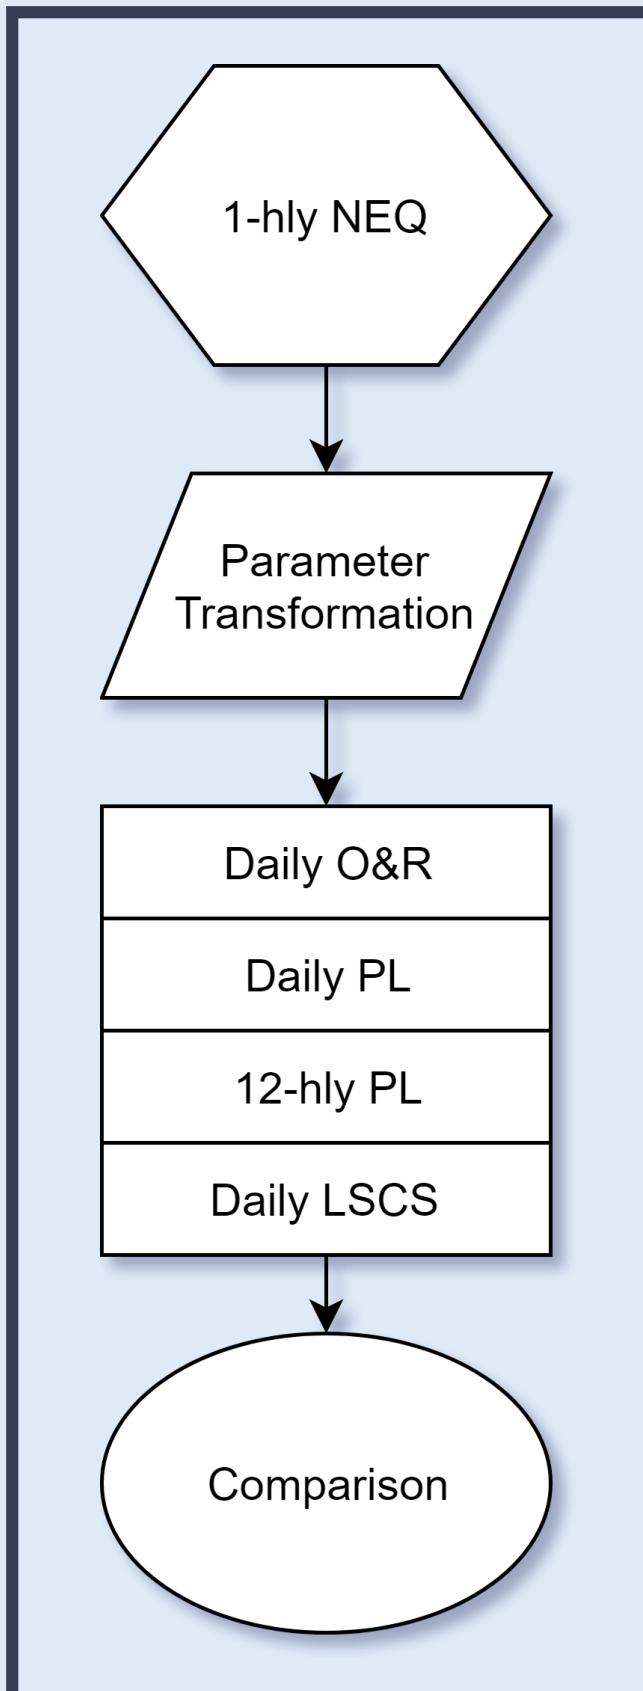 1-hly NEQ
Parameter
Transformation
Daily O&R
Daily PL
12-hly PL
Daily LSCS
Comparison